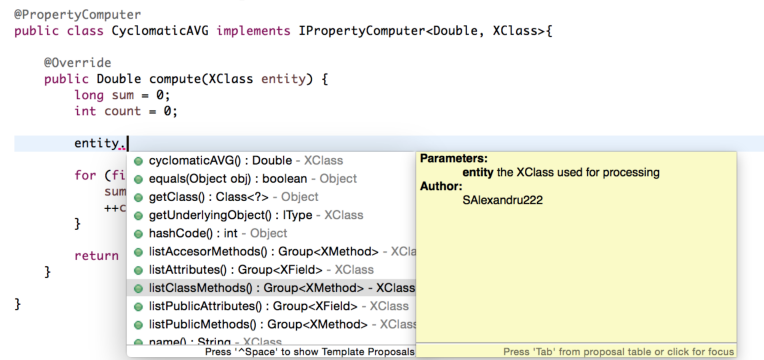 @PropertyComputer
public class CyclomaticAVG implements IPropertyComputer<Double, XClass>{
@Override
public Double compute(XClass entity) {
long sum = 0;
int count = 0;
entity.
for (fi
sum
++c
}
return
}
}
cyclomaticAVG() : Double - XClass
equals(Object obj) : boolean - Object
getClass() : Class<?> - Object
getUnderlyingObject() : IType - XClass
hashCode() : int - Object
listAccesorMethods() : Group<XMethod> - XCla
listAttributes() : Group<XField> - XClass
listClassMethods() : Group<XMethod> - XClass
listPublicAttributes() : Group<XField> - XClass
listPublicMethods() : Group<XMethod> - XClass
name() : String - XClass
Press '^Space' to show Template Proposals
Parameters:
entity the XClass used for processing
Author:
SAlexandru222
Press 'Tab' from proposal table or click for focus